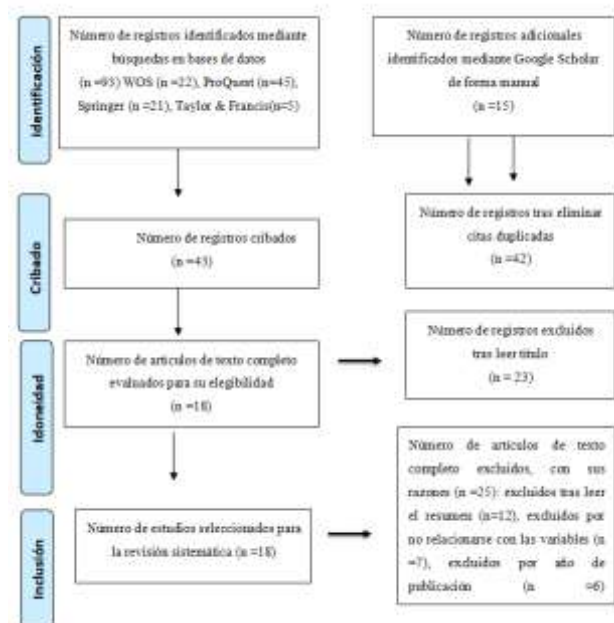 Identificación
Número de registros identificados mediante
búsquedas en bases de datos
(n =93) WOS (n =22), ProQuest (n=45),
Springer (n =21), Taylor & Francis(n=5)
Número de registros adicionales
identificados mediante Google Scholar
de forma manual
(n =15)
Cribado
Número de registros cribados
(n =43)
Número de registros tras eliminar
citas duplicadas
(n =42)
Idoneidad
Número de artículos de texto completo
evaluados para su elegibilidad
(n =18)
Número de registros excluidos
tras leer título
(n = 23)
Inclusión
Número de estudios seleccionados para
la revisión sistemática (n =18)
Número de artículos de texto
completo excluidos, con sus
razones (n =25): excluidos tras leer
el resumen (n=12), excluidos por
no relacionarse con las variables (n
=7), excluidos por año de
publicación (n =6)